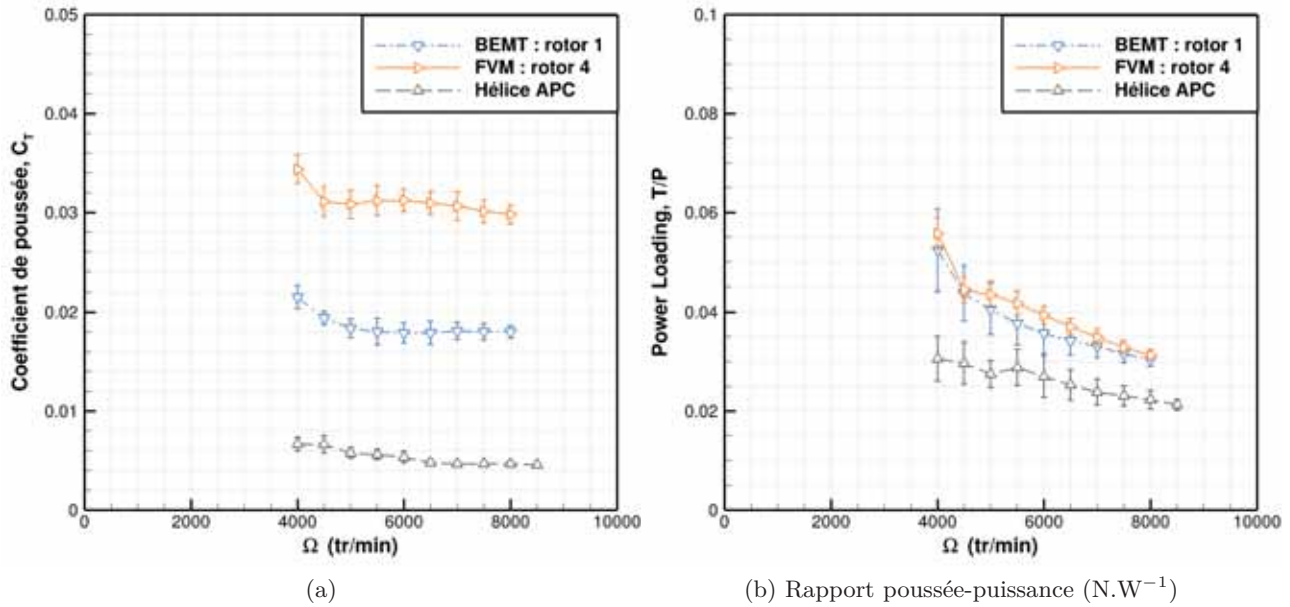 0.05
0.04
0.03
0.02
0.01
0
0
2000
4000
6000
8000
10000
Coefficient de poussée, C_T
Ω (tr/min)
BEMT : rotor 1
FVM : rotor 4
Hélice APC
(a)
0.1
0.08
0.06
0.04
0.02
0
0
2000
4000
6000
8000
10000
Power Loading, T/P
Ω (tr/min)
BEMT : rotor 1
FVM : rotor 4
Hélice APC
(b) Rapport poussée-puissance (N.W⁻¹)